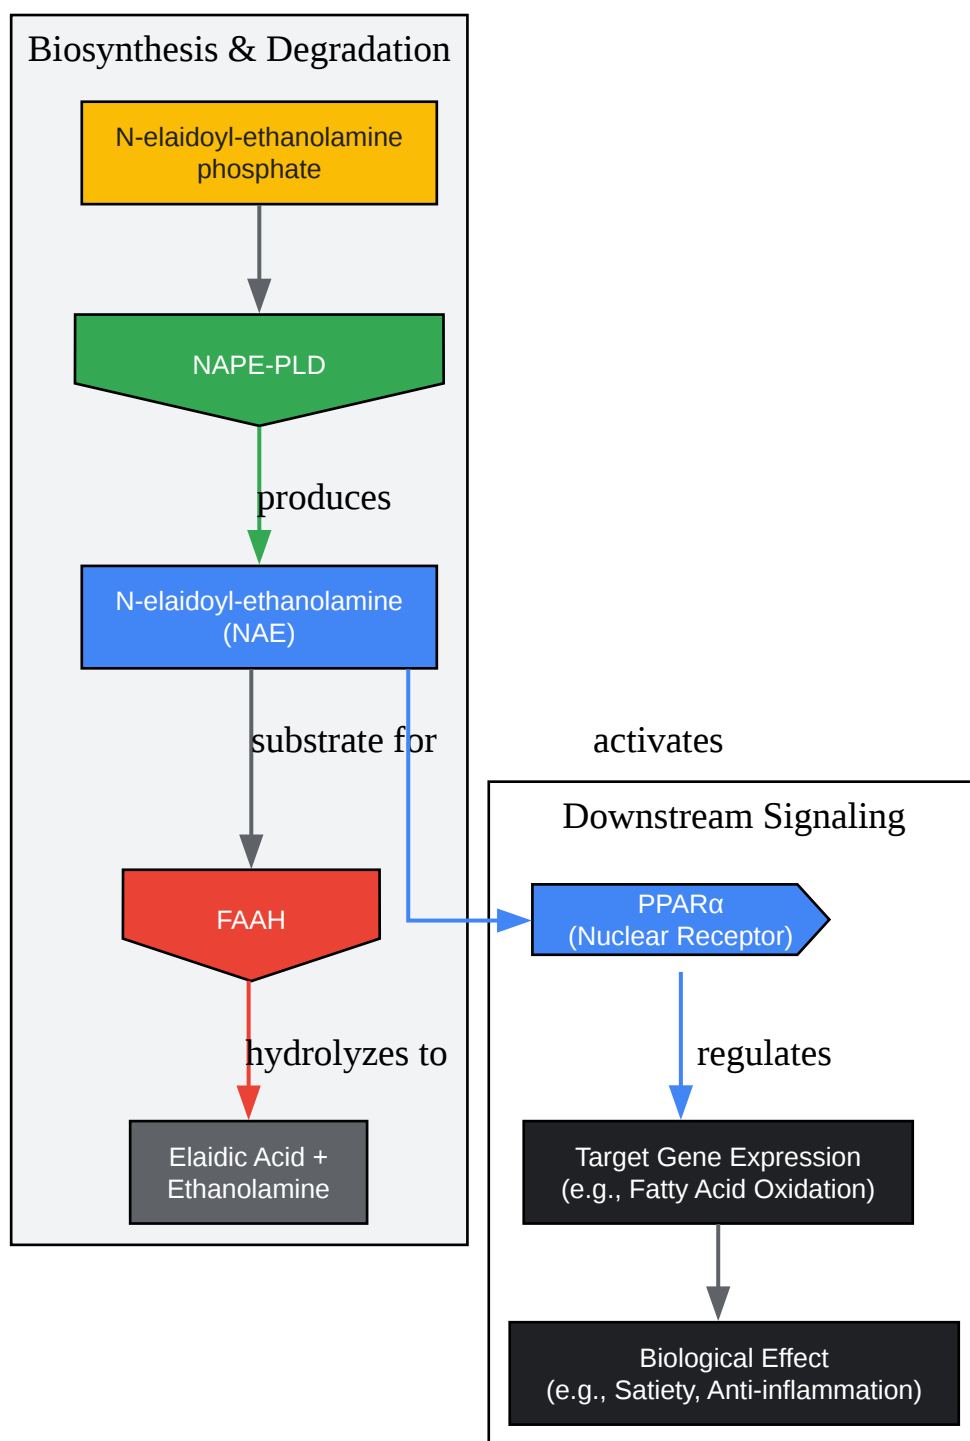 Biosynthesis & Degradation
N-elaidoyl-ethanolamine
phosphate
NAPE-PLD
produces
N-elaidoyl-ethanolamine
(NAE)
substrate for
activates
Downstream Signaling
FAAH
PPARα
(Nuclear Receptor)
hydrolyzes to
regulates
Elaidic Acid +
Ethanolamine
Target Gene Expression
(e.g., Fatty Acid Oxidation)
Biological Effect
(e.g., Satiety, Anti-inflammation)